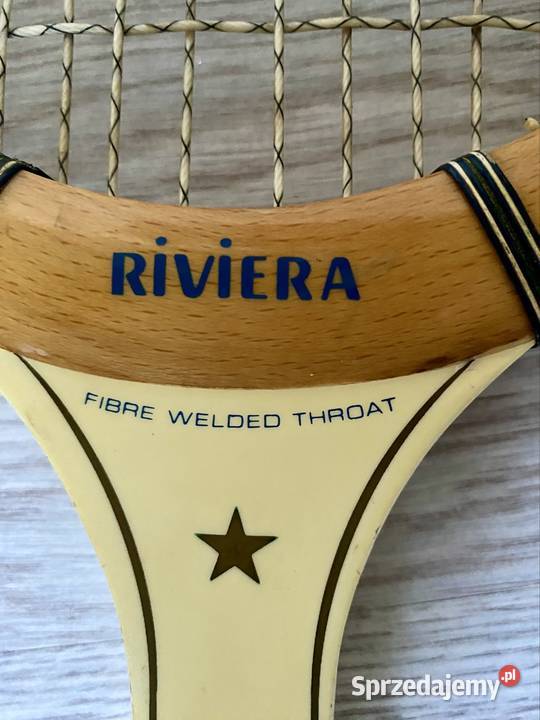 RiViERA
FIBRE WELDED THROAT
Sprzedajemy.pl